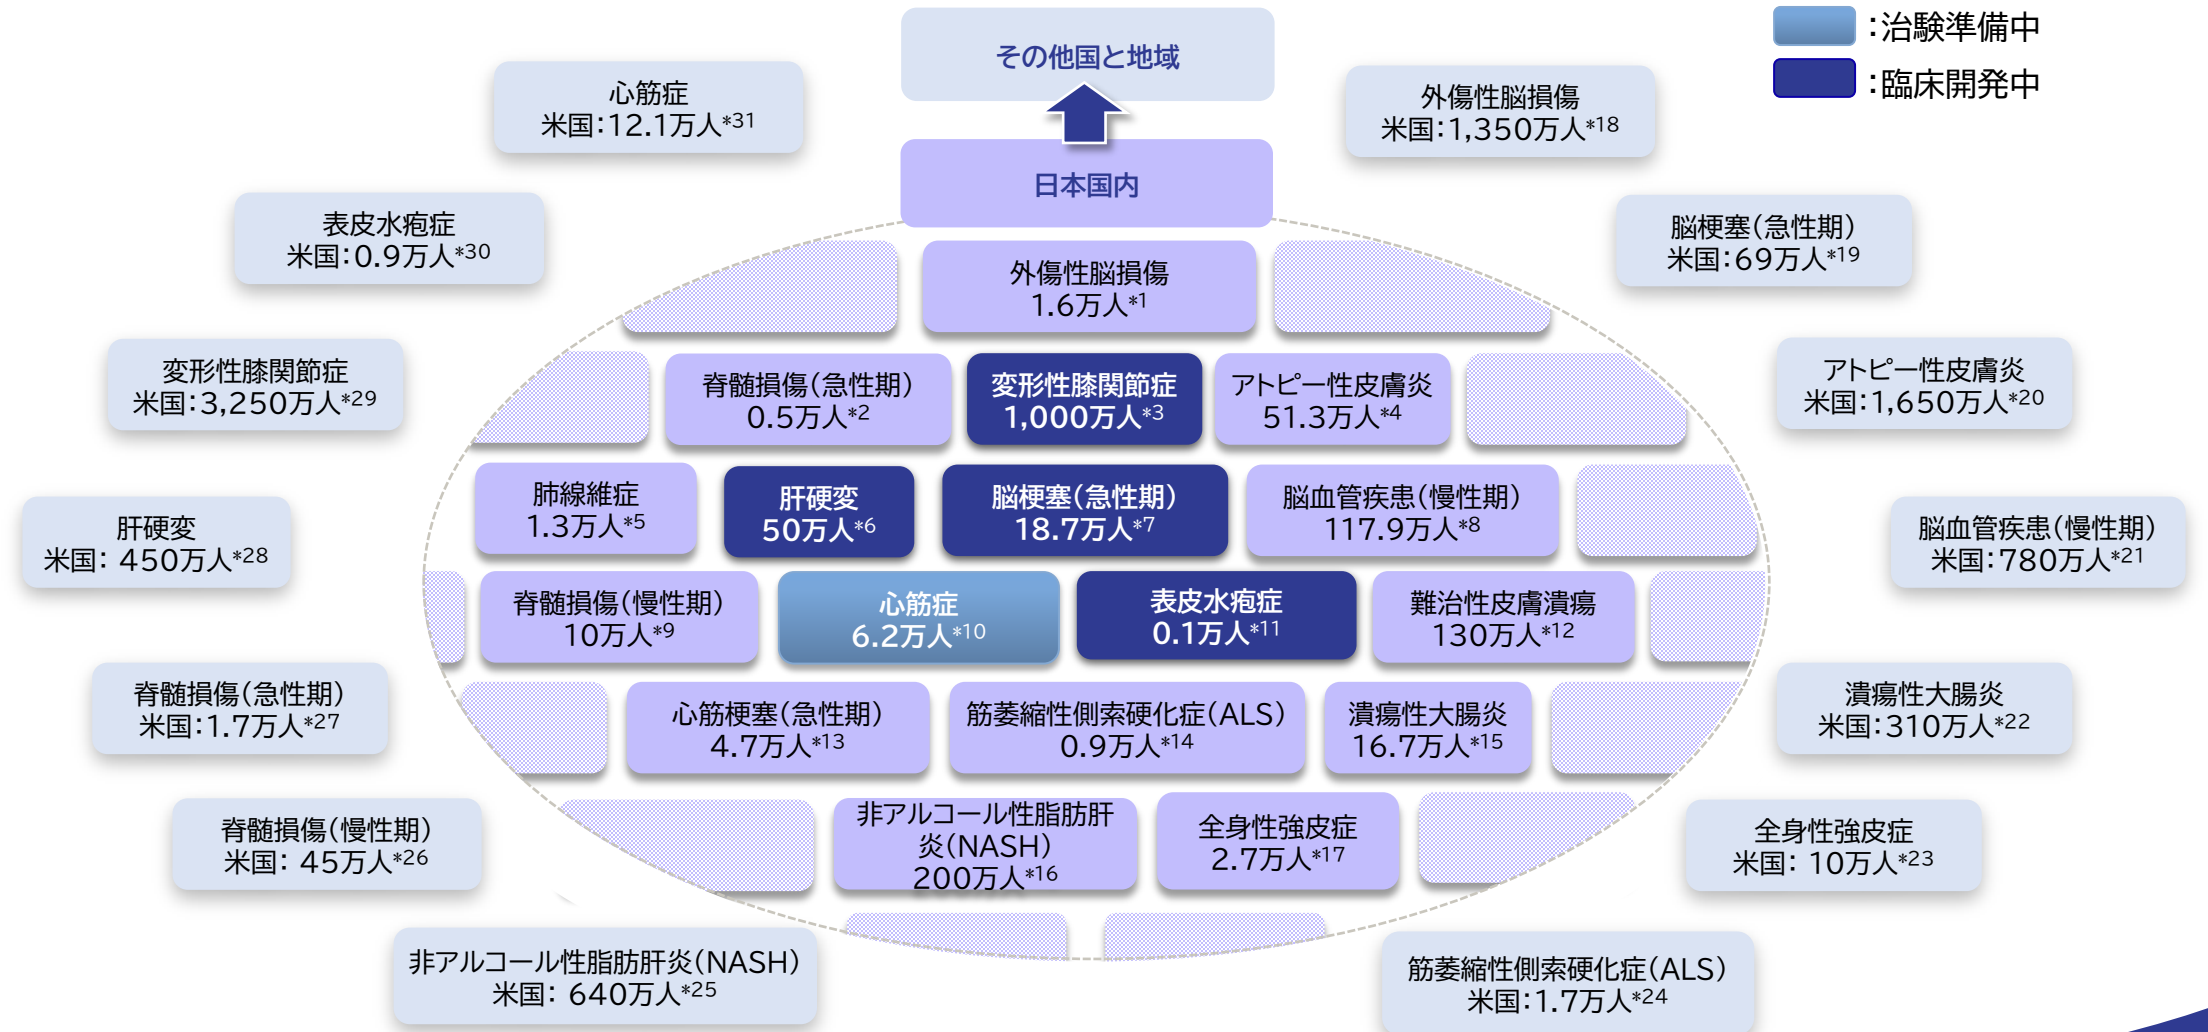 ：治験準備中
：臨床開発中
その他国と地域
日本国内
心筋症
米国：12.1万人*31
外傷性脳損傷
米国：1,350万人*18
表皮水疱症
米国：0.9万人*30
脳梗塞（急性期）
米国：69万人*19
変形性膝関節症
米国：3,250万人*29
アトピー性皮膚炎
米国：1,650万人*20
肝硬変
米国： 450万人*28
脳血管疾患（慢性期）
米国：780万人*21
脊髄損傷（急性期）
米国：1.7万人*27
潰瘍性大腸炎
米国：310万人*22
脊髄損傷（慢性期）
米国： 45万人*26
全身性強皮症
米国： 10万人*23
非アルコール性脂肪肝炎（NASH）
米国： 640万人*25
筋萎縮性側索硬化症（ALS）
米国：1.7万人*24
外傷性脳損傷
1.6万人*1
脊髄損傷（急性期）
0.5万人*2
変形性膝関節症
1,000万人*3
アトピー性皮膚炎
51.3万人*4
肺線維症
1.3万人*5
肝硬変
50万人*6
脳梗塞（急性期）
18.7万人*7
脳血管疾患（慢性期）
117.9万人*8
脊髄損傷（慢性期）
10万人*9
心筋症
6.2万人*10
表皮水疱症
0.1万人*11
難治性皮膚潰瘍
130万人*12
心筋梗塞（急性期）
4.7万人*13
筋萎縮性側索硬化症（ALS）
0.9万人*14
潰瘍性大腸炎
16.7万人*15
非アルコール性脂肪肝
炎（NASH）
200万人*16
全身性強皮症
2.7万人*17